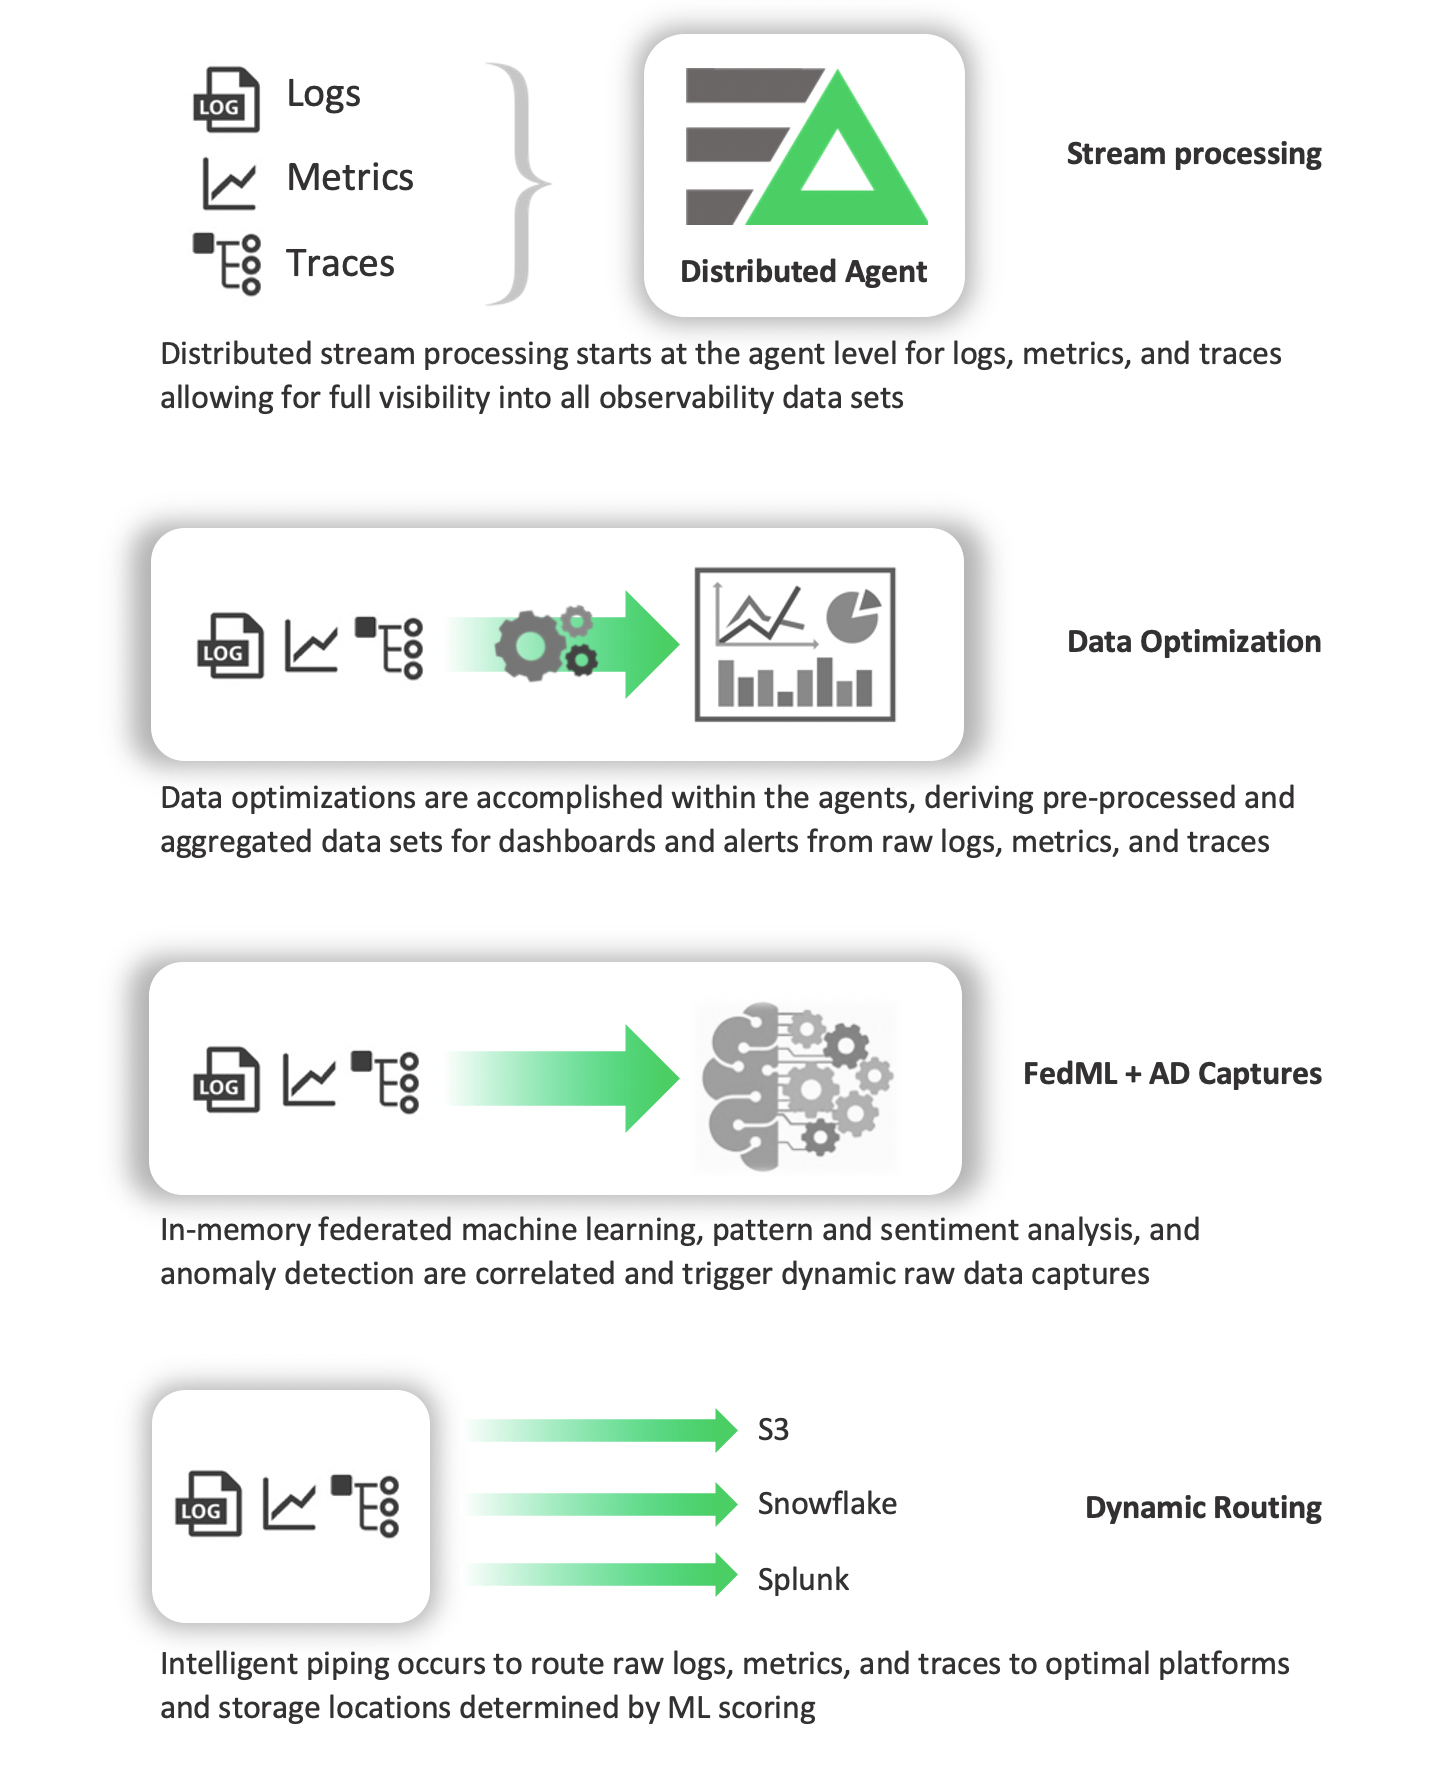 LOG
Logs
Metrics
Traces
Distributed Agent
Stream processing
Distributed stream processing starts at the agent level for logs, metrics, and traces
allowing for full visibility into all observability data sets
LOG
Data Optimization
Data optimizations are accomplished within the agents, deriving pre-processed and
aggregated data sets for dashboards and alerts from raw logs, metrics, and traces
LOG
FedML + AD Captures
In-memory federated machine learning, pattern and sentiment analysis, and
anomaly detection are correlated and trigger dynamic raw data captures
LOG
S3
Snowflake
Splunk
Dynamic Routing
Intelligent piping occurs to route raw logs, metrics, and traces to optimal platforms
and storage locations determined by ML scoring